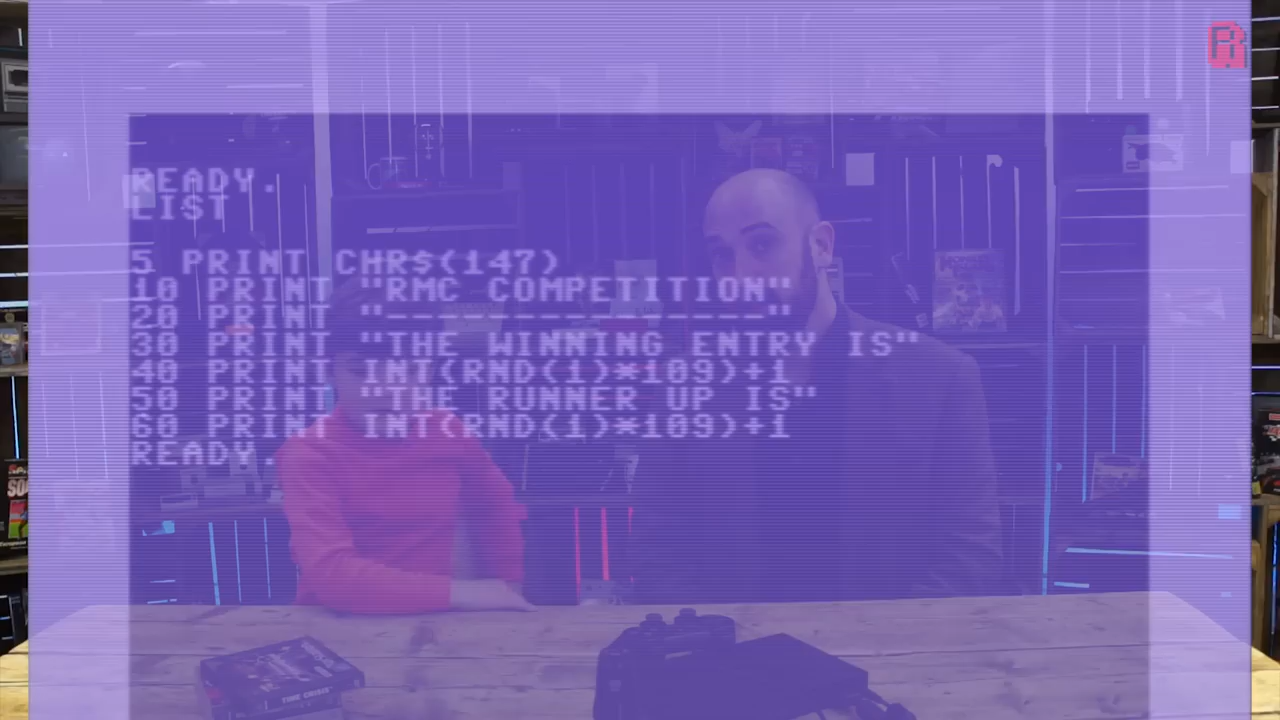 READY.
LIST
5 PRINT CHR$(147)
10 PRINT "RMC COMPETITION"
20 PRINT "---------------"
30 PRINT "THE WINNING ENTRY IS"
40 PRINT INT(RND(1)*109)+1
50 PRINT "THE RUNNER UP IS"
60 PRINT INT(RND(1)*109)+1
READY.
TIME CRISIS